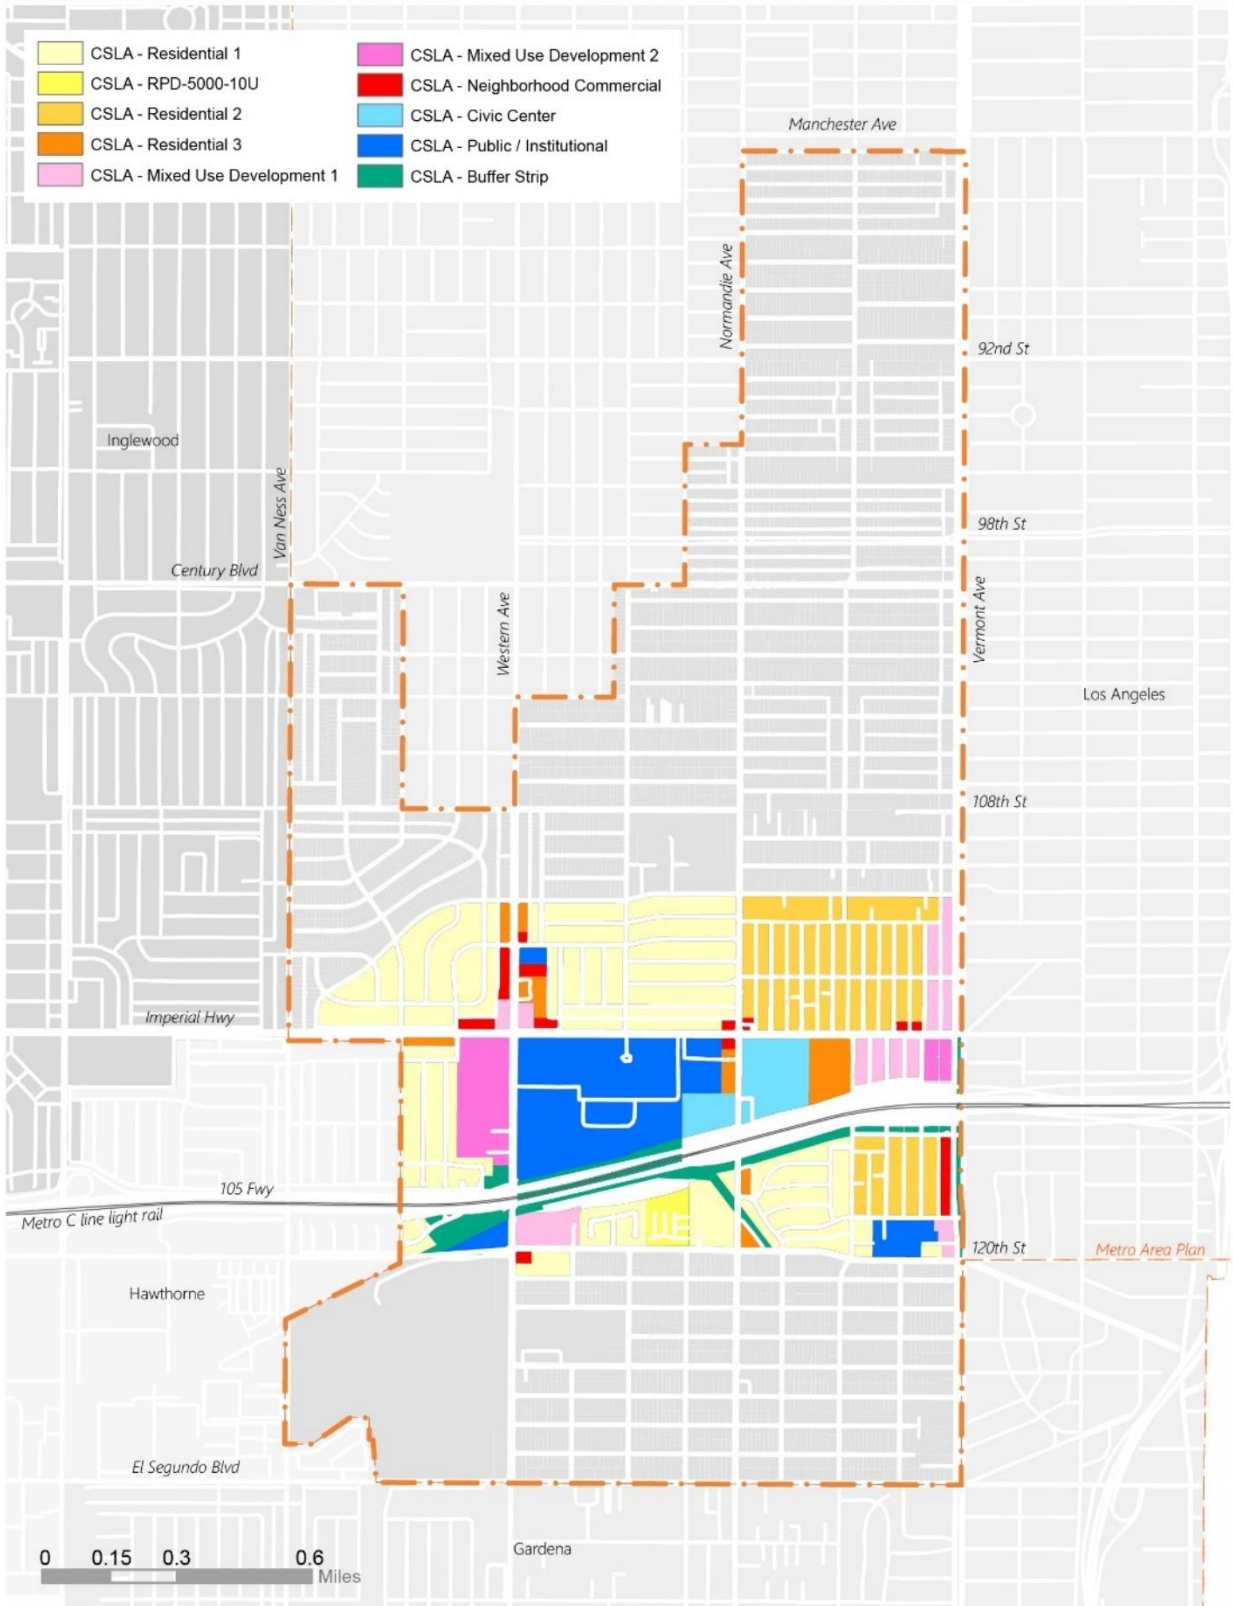 CSLA - Residential 1
CSLA - RPD-5000-10U
CSLA - Residential 2
CSLA - Residential 3
CSLA - Mixed Use Development 1
CSLA - Mixed Use Development 2
CSLA - Neighborhood Commercial
CSLA - Civic Center
CSLA - Public / Institutional
CSLA - Buffer Strip
Manchester Ave
Normandie Ave
92nd St
Inglewood
Van Ness Ave
98th St
Century Blvd
Western Ave
Vermont Ave
Los Angeles
108th St
Imperial Hwy
105 Fwy
Metro C line light rail
120th St
Metro Area Plan
Hawthorne
El Segundo Blvd
Gardena
0 0.15 0.3 0.6
Miles